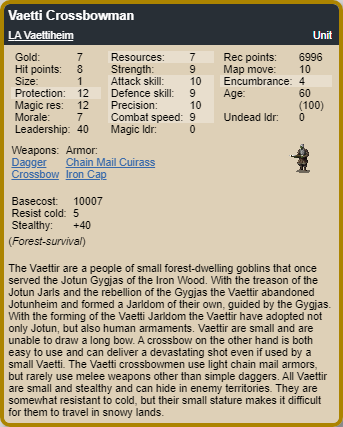 Vaetti Crossbowman
LA Vaettiheim Unit
Gold: 7 Resources: 7 Rec points: 6996
Hit points: 8 Strength: 9 Map move: 10
Size: 1 Attack skill: 10 Encumbrance: 4
Protection: 12 Defence skill: 9 Age: 60
Magic res: 12 Precision: 10 (100)
Morale: 7 Combat speed: 9 Undead ldr: 0
Leadership: 40 Magic ldr: 0
Weapons: Armor:
Dagger Chain Mail Cuirass
Crossbow Iron Cap
Basecost: 10007
Resist cold: 5
Stealthy: +40
(Forest-survival)
The Vaettir are a people of small forest-dwelling goblins that once
served the Jotun Gygjas of the Iron Wood. With the treason of the
Jotun Jarls and the rebellion of the Gygjas the Vaettir abandoned
Jotunheim and formed a Jarldom of their own, guided by the Gygjas.
With the forming of the Vaetti Jarldom the Vaettir have adopted not
only Jotun, but also human armaments. Vaettir are small and are
unable to draw a long bow. A crossbow on the other hand is both
easy to use and can deliver a devastating shot even if used by a
small Vaetti. The Vaetti crossbowmen use light chain mail armors,
but rarely use melee weapons other than simple daggers. All Vaettir
are small and stealthy and can hide in enemy territories. They are
somewhat resistant to cold, but their small stature makes it difficult
for them to travel in snowy lands.